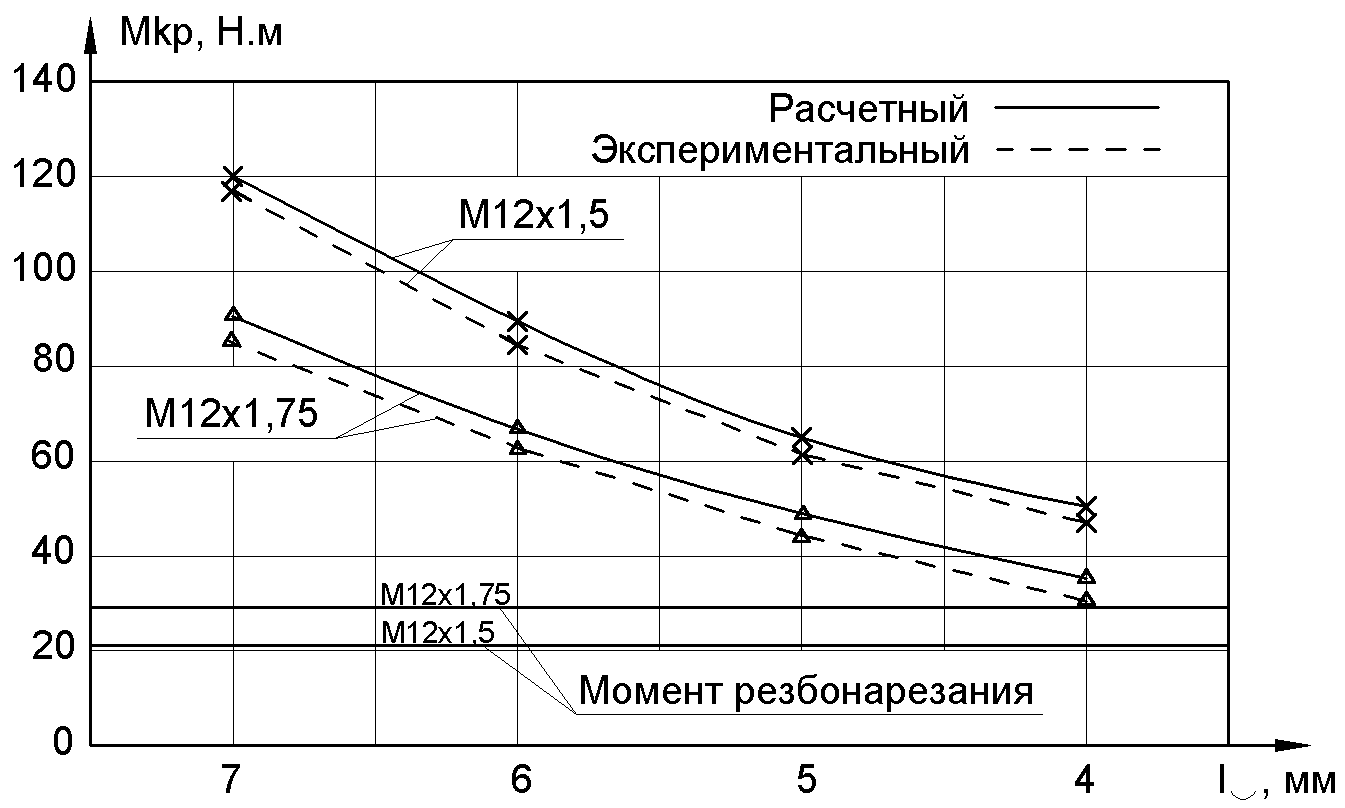 Mkp, Н.м
140
Расчетный
Экспериментальный
120
М12х1,5
100
80
М12х1,75
60
40
М12х1,75
М12х1,5
20
Момент резбонарезания
0
7 6 5 4 l , мм